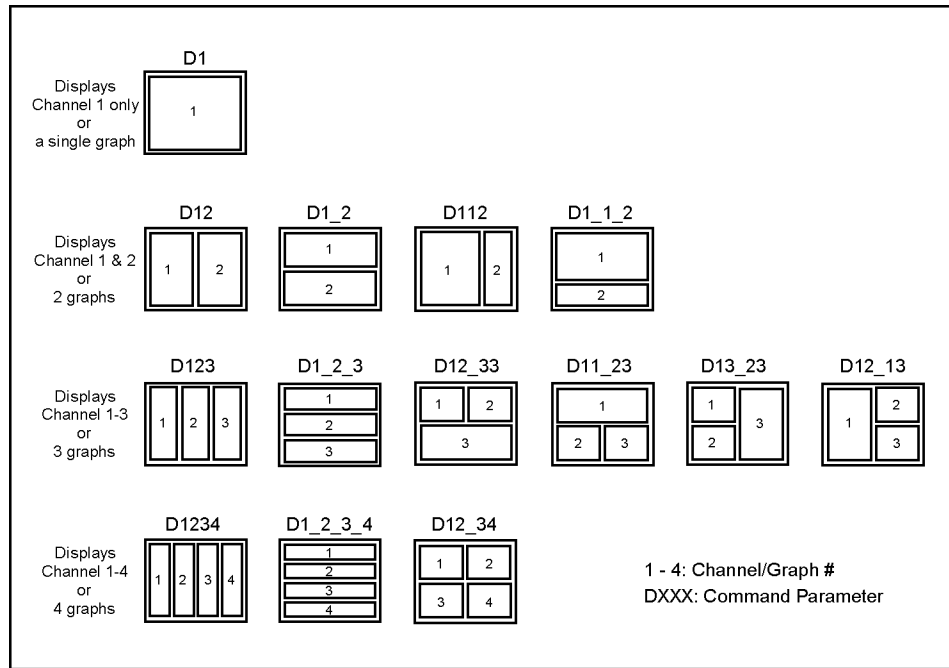 D1
Displays
Channel 1 only
or
a single graph
1
D12
D1_2
D112
D1_1_2
Displays
Channel 1 & 2
or
2 graphs
1 2
1
2
1 2
1
2
D123
D1_2_3
D12_33
D11_23
D13_23
D12_13
Displays
Channel 1-3
or
3 graphs
1 2 3
1
2
3
1 2
3
1
2 3
1
2
3
1
2
3
D1234
D1_2_3_4
D12_34
Displays
Channel 1-4
or
4 graphs
1 2 3 4
1
2
3
4
1 2
3 4
1 - 4: Channel/Graph #
DXXX: Command Parameter